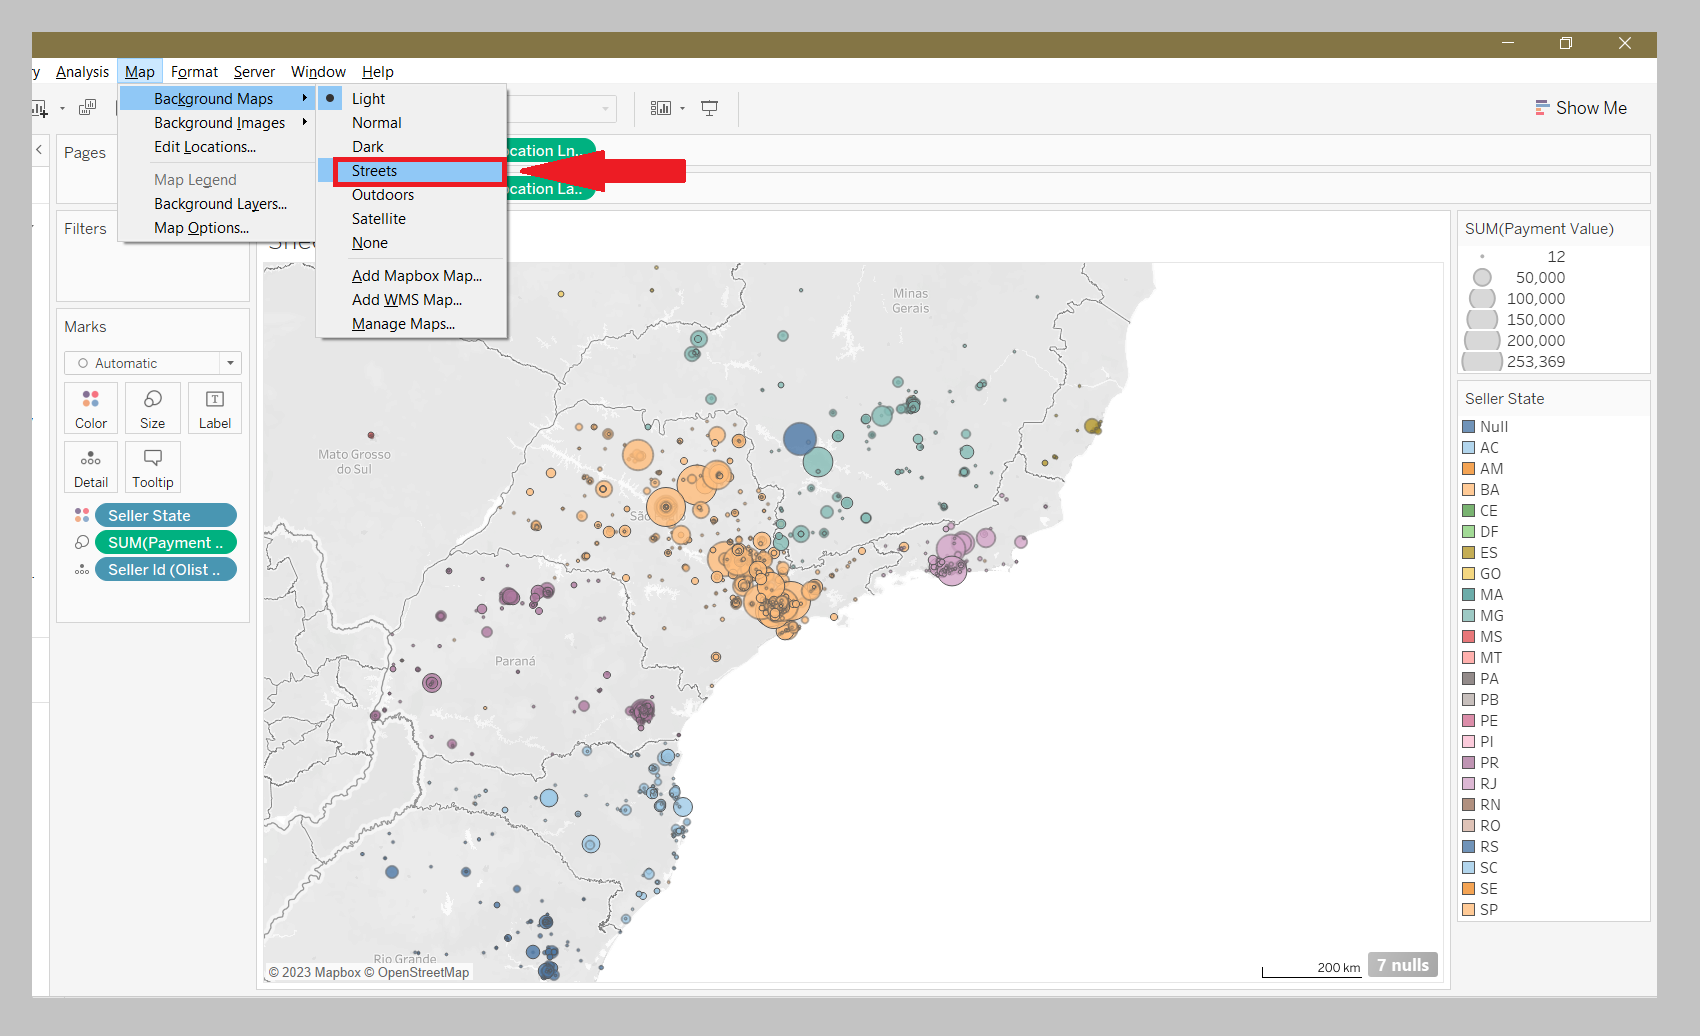 y Analysis Map Format Server Window Help
Background Maps
Background Images
Edit Locations...
Map Legend
Background Layers...
Map Options...
Light
Normal
Dark
Streets
Outdoors
Satellite
None
Add Mapbox Map...
Add WMS Map...
Manage Maps...
Show Me
Pages
ocation Ln..
ocation La..
Filters
Marks
Automatic
Color
Size
Label
Detail
Tooltip
Seller State
SUM(Payment ..
Seller Id (Olist ..
Minas
Gerais
Mato Grosso
do Sul
Paraná
Rio Grande
© 2023 Mapbox © OpenStreetMap
200 km
7 nulls
SUM(Payment Value)
12
50,000
100,000
150,000
200,000
253,369
Seller State
Null
AC
AM
BA
CE
DF
ES
GO
MA
MG
MS
MT
PA
PB
PE
PI
PR
RJ
RN
RO
RS
SC
SE
SP